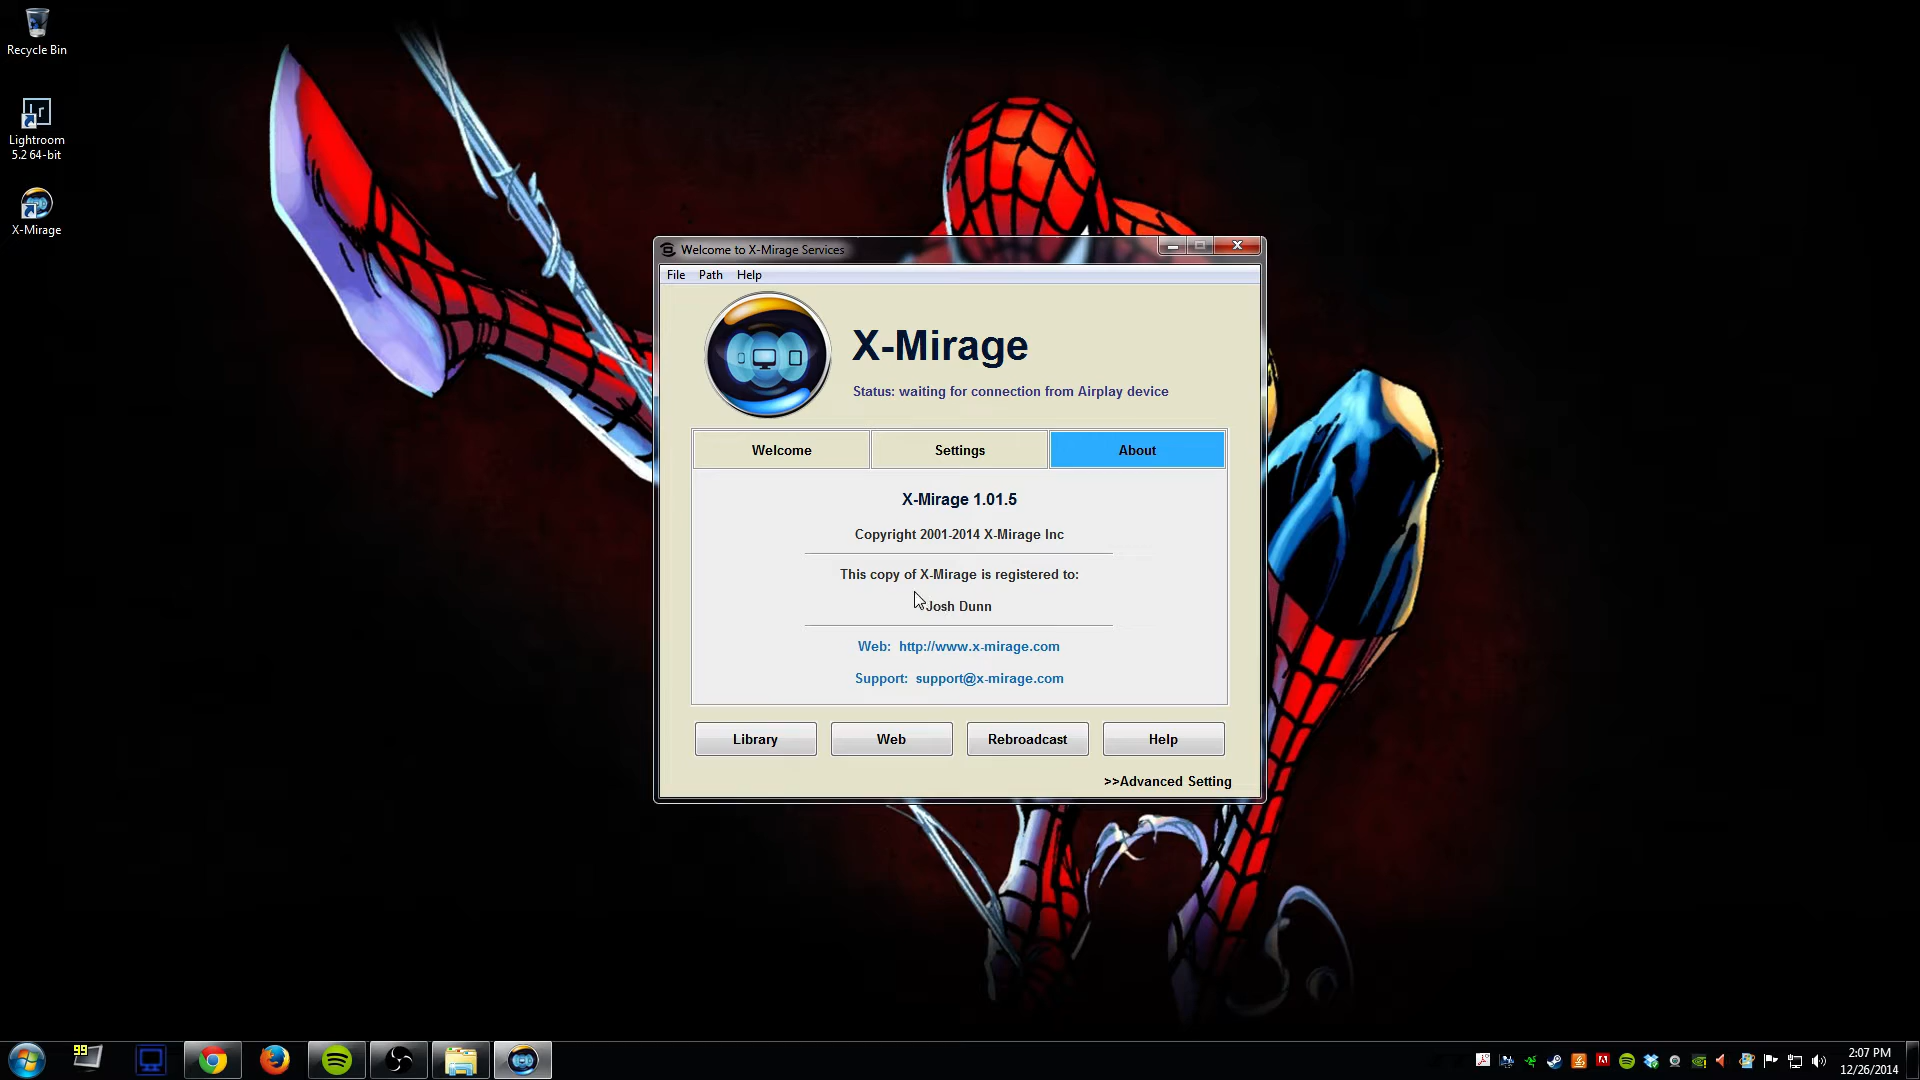 Recycle Bin
Lightroom
5.2 64-bit
X-Mirage
Welcome to X-Mirage Services
File Path Help
X-Mirage
Status: waiting for connection from Airplay device
Welcome Settings About
X-Mirage 1.01.5
Copyright 2001-2014 X-Mirage Inc
This copy of X-Mirage is registered to:
Josh Dunn
Web: http://www.x-mirage.com
Support: support@x-mirage.com
Library Web Rebroadcast Help
>>Advanced Setting
99
2:07 PM
12/26/2014